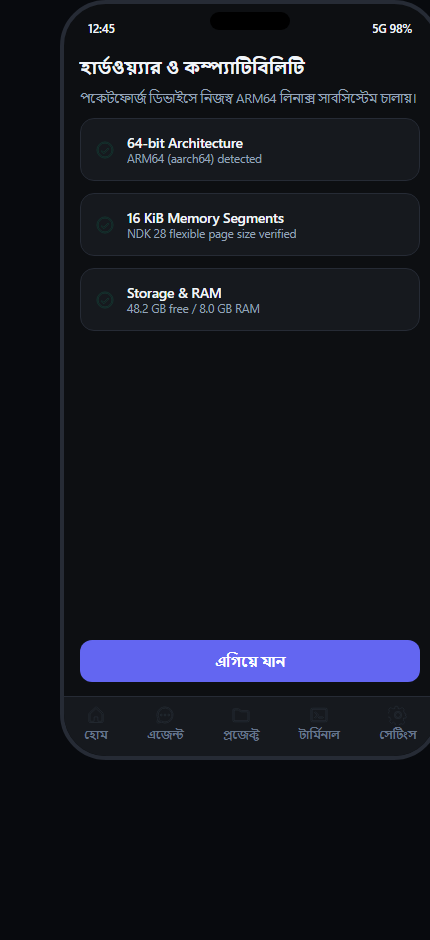 12:45
5G 98%
হার্ডওয়্যার ও কম্প্যাটিবিলিটি
পকেটফোর্জ ডিভাইসে নিজস্ব ARM64 লিনাক্স সাবসিস্টেম চালায়।
64-bit Architecture
ARM64 (aarch64) detected
16 KiB Memory Segments
NDK 28 flexible page size verified
Storage & RAM
48.2 GB free / 8.0 GB RAM
এগিয়ে যান
হোম
এজেন্ট
প্রজেক্ট
টার্মিনাল
সেটিংস